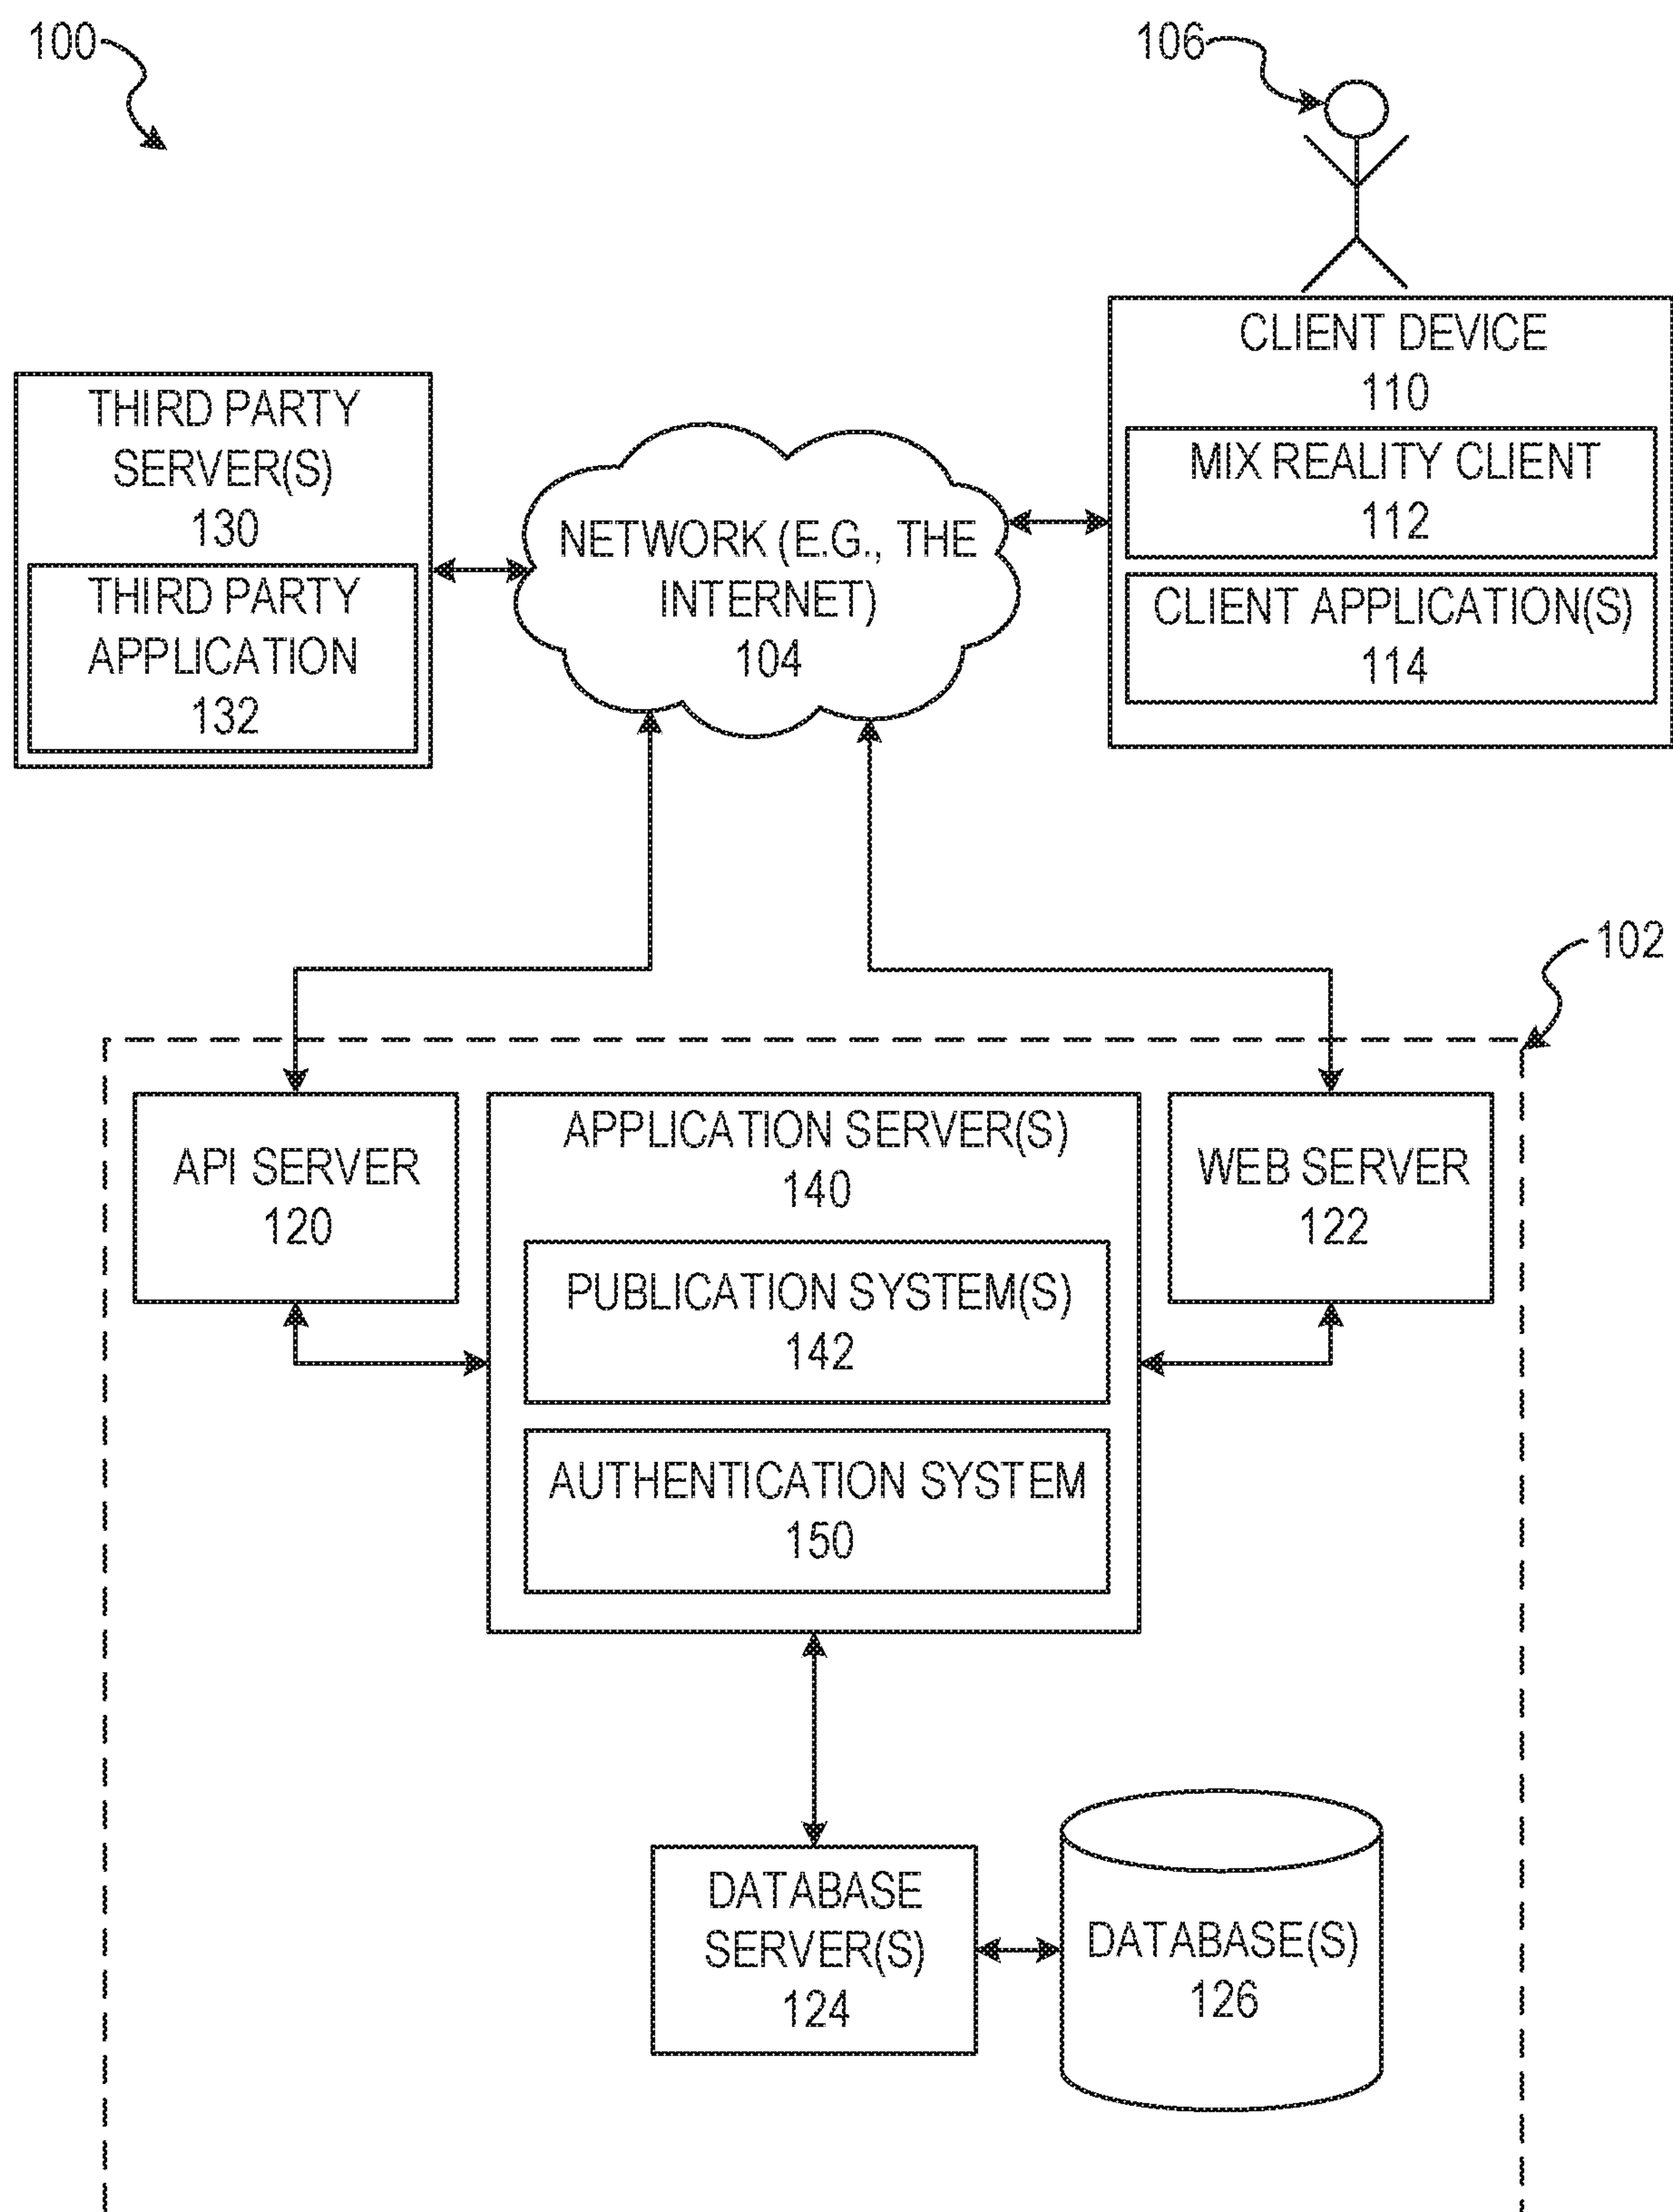 100
106
CLIENT DEVICE
110
MIX REALITY CLIENT
112
CLIENT APPLICATION(S)
114
THIRD PARTY
SERVER(S)
130
THIRD PARTY
APPLICATION
132
NETWORK (E.G., THE
INTERNET)
104
102
API SERVER
120
APPLICATION SERVER(S)
140
PUBLICATION SYSTEM(S)
142
AUTHENTICATION SYSTEM
150
WEB SERVER
122
DATABASE
SERVER(S)
124
DATABASE(S)
126